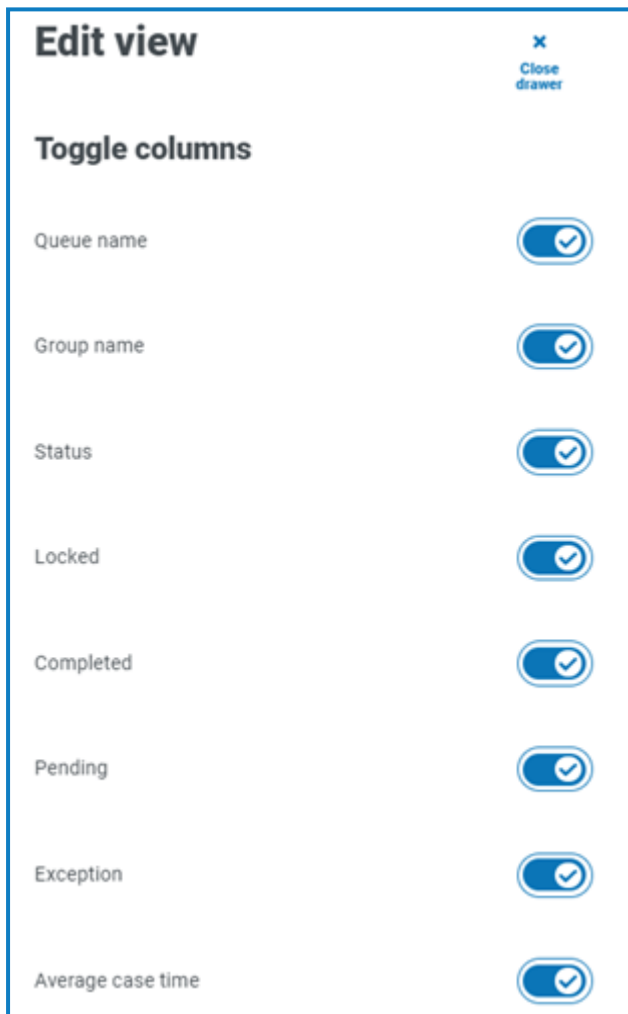 Edit view
Close
drawer
Toggle columns
Queue name
Group name
Status
Locked
Completed
Pending
Exception
Average case time